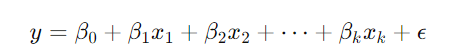 y = β₀ + β₁x₁ + β₂x₂ + ⋯ + βₖxₖ + ϵ